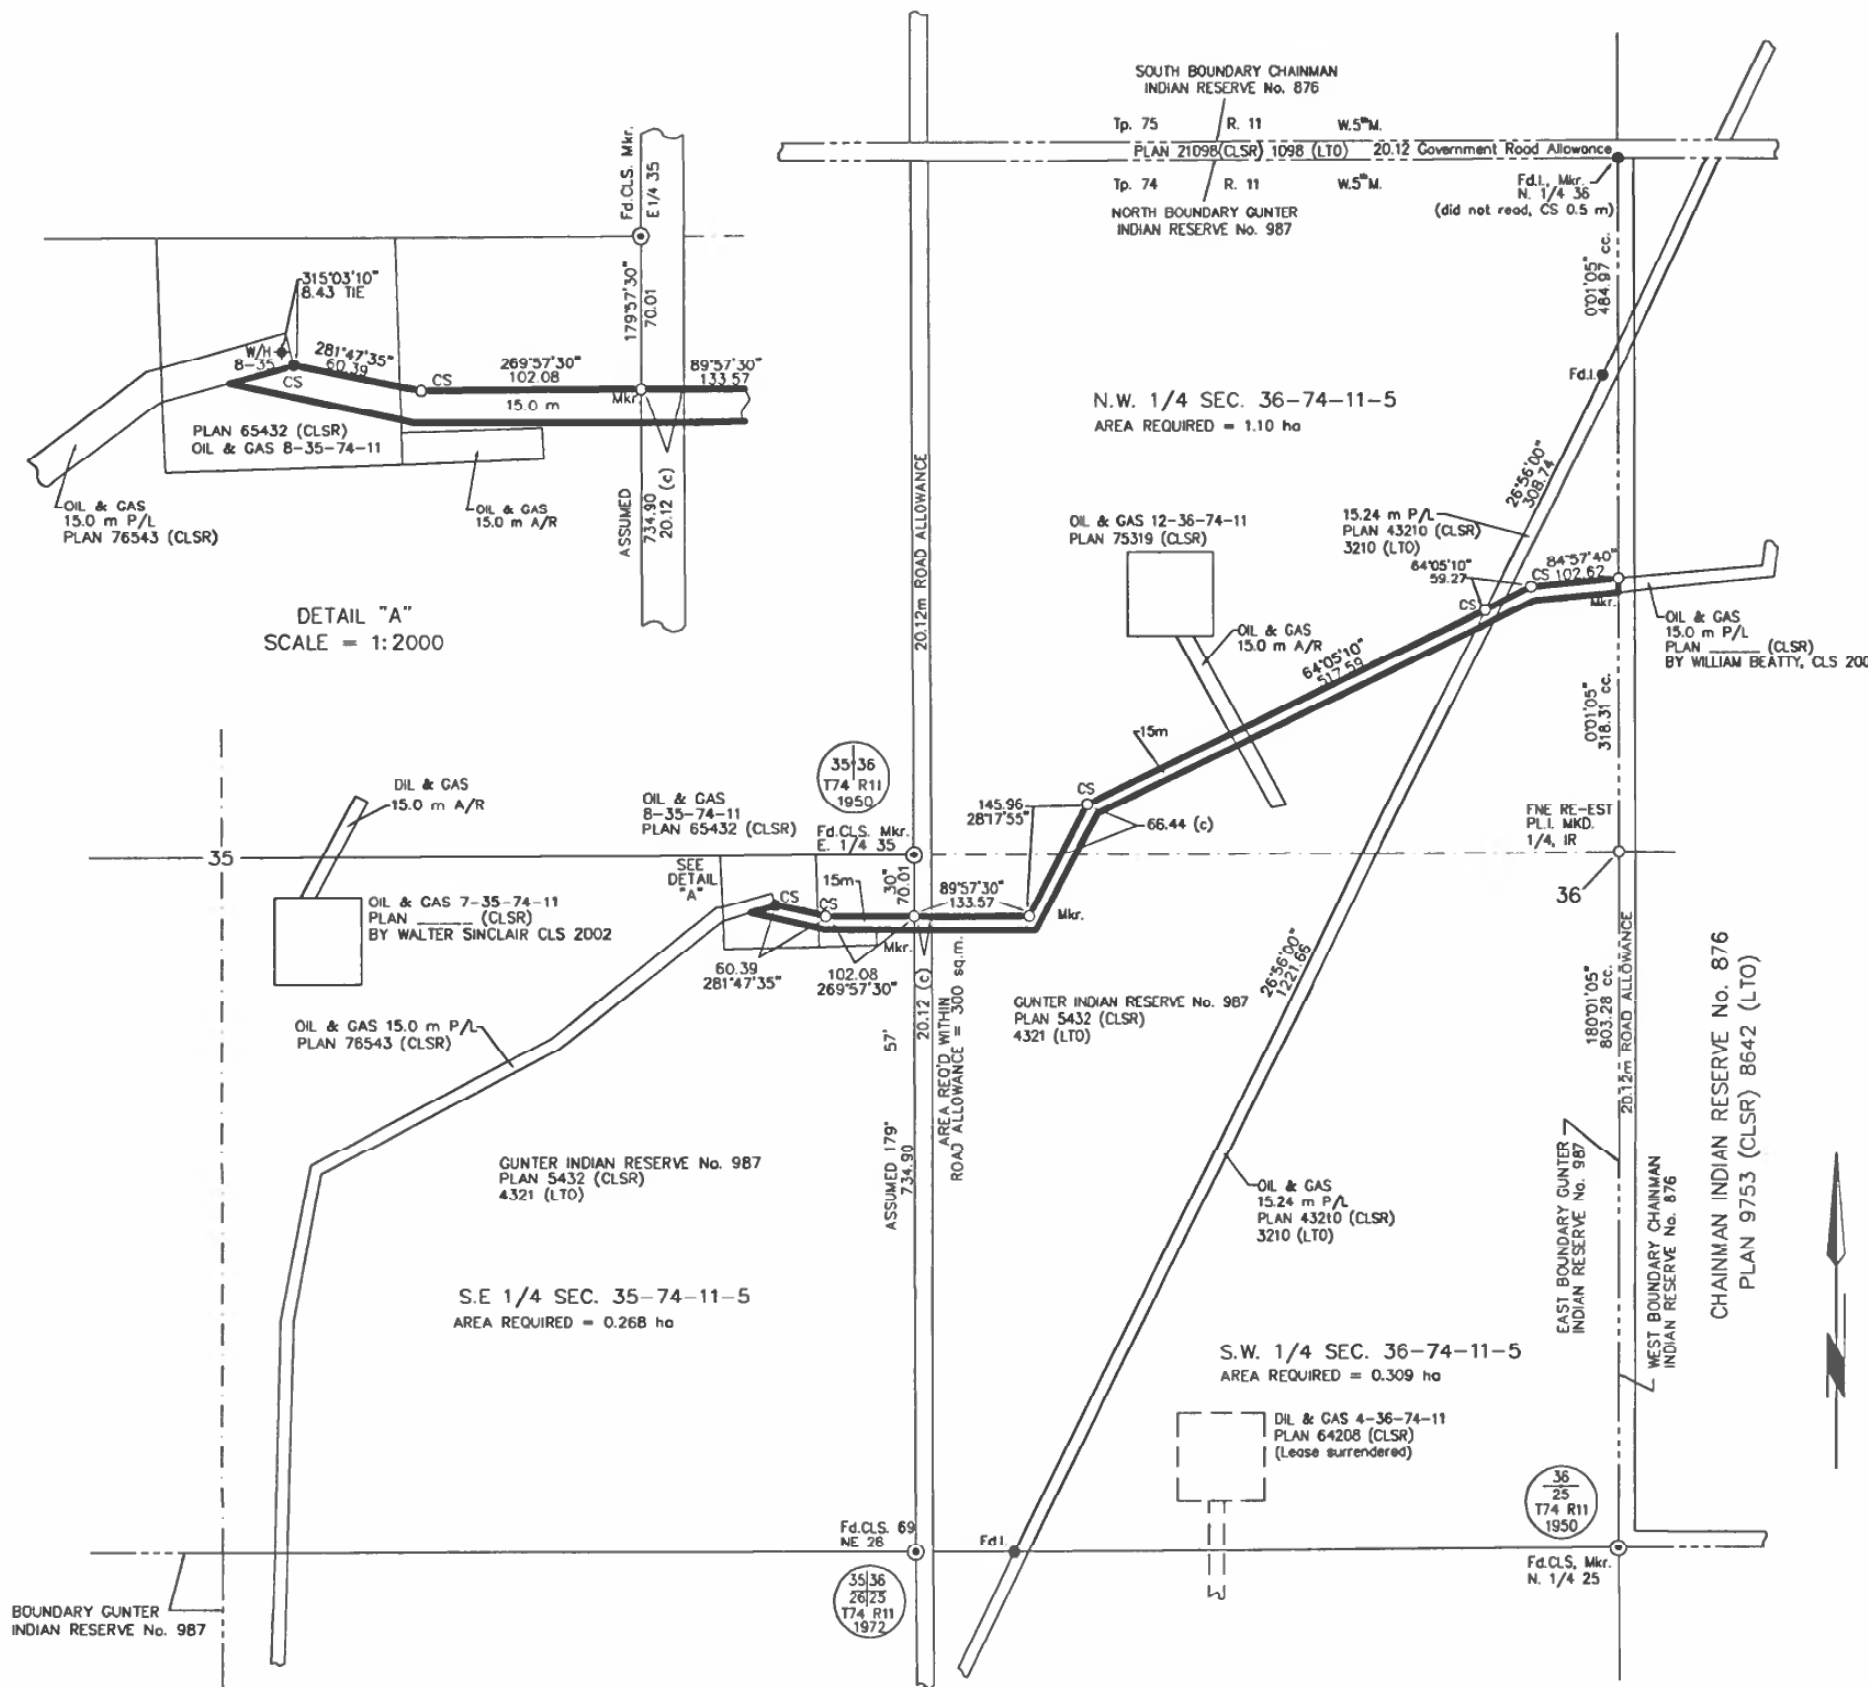 SOUTH BOUNDARY CHAINMAN
INDIAN RESERVE No. 876
Tp. 75 R. 11 W.5thM.
PLAN 21098(CLSR) 1098 (LTO) 20.12 Government Road Allowance
Tp. 74 R. 11 W.5thM.
NORTH BOUNDARY GUNTER
INDIAN RESERVE No. 987
Fd.I., Mkr.
N. 1/4 36
(did not read, CS 0.5 m)
0°01'05"
484.97 cc.
Fd.CLS. Mkr.
E1/4 35
315°03'10"
8.43 TIE
179°57'30"
70.01
W/H
8-35
CS
281°47'35"
60.39
CS
269°57'30"
102.08
89°57'30"
133.57
15.0 m
Mkr
PLAN 65432 (CLSR)
OIL & GAS 8-35-74-11
OIL & GAS
15.0 m P/L
PLAN 76543 (CLSR)
OIL & GAS
15.0 m A/R
ASSUMED
734.90
20.12 (c)
DETAIL "A"
SCALE = 1:2000
20.12m ROAD ALLOWANCE
Fd.I.
N.W. 1/4 SEC. 36-74-11-5
AREA REQUIRED = 1.10 ha
26°56'00"
308.74
OIL & GAS 12-36-74-11
PLAN 75319 (CLSR)
15.24 m P/L
PLAN 43210 (CLSR)
3210 (LTO)
64°05'10"
59.27
84°57'40"
CS 102.62
CS
Mkr.
OIL & GAS
15.0 m P/L
PLAN ______ (CLSR)
BY WILLIAM BEATTY, CLS 200
OIL & GAS
15.0 m A/R
64°05'10"
517.59
0°01'05"
318.31 cc.
15m
35 36
T74 R11
1950
OIL & GAS
15.0 m A/R
OIL & GAS
8-35-74-11
PLAN 65432 (CLSR)
Fd.CLS. Mkr.
E. 1/4 35
CS
145.96
28°17'55"
66.44 (c)
FNE RE-EST
PL.I. MKD.
1/4, IR
35
SEE
DETAIL
"A"
36
OIL & GAS 7-35-74-11
PLAN ______ (CLSR)
BY WALTER SINCLAIR CLS 2002
CS
CS
15m
30"
70.01
89°57'30"
133.57
Mkr.
Mkr.
60.39
281°47'35"
102.08
269°57'30"
20.12 (c)
AREA REQ'D WITHIN
ROAD ALLOWANCE = 300 sq.m.
GUNTER INDIAN RESERVE No. 987
PLAN 5432 (CLSR)
4321 (LTO)
26°56'00"
1221.66
180°01'05"
803.28 cc.
20.12m ROAD ALLOWANCE
CHAINMAN INDIAN RESERVE No. 876
PLAN 9753 (CLSR) 8642 (LTO)
OIL & GAS 15.0 m P/L
PLAN 76543 (CLSR)
57'
ASSUMED 179°
734.90
GUNTER INDIAN RESERVE No. 987
PLAN 5432 (CLSR)
4321 (LTO)
OIL & GAS
15.24 m P/L
PLAN 43210 (CLSR)
3210 (LTO)
EAST BOUNDARY GUNTER
INDIAN RESERVE No. 987
WEST BOUNDARY CHAINMAN
INDIAN RESERVE No. 876
S.E 1/4 SEC. 35-74-11-5
AREA REQUIRED = 0.268 ha
S.W. 1/4 SEC. 36-74-11-5
AREA REQUIRED = 0.309 ha
OIL & GAS 4-36-74-11
PLAN 64208 (CLSR)
(Lease surrendered)
36
25
T74 R11
1950
Fd.CLS. 69
NE 26
Fd.I.
Fd.CLS, Mkr.
N. 1/4 25
35 36
26 25
T74 R11
1972
BOUNDARY GUNTER
INDIAN RESERVE No. 987
N